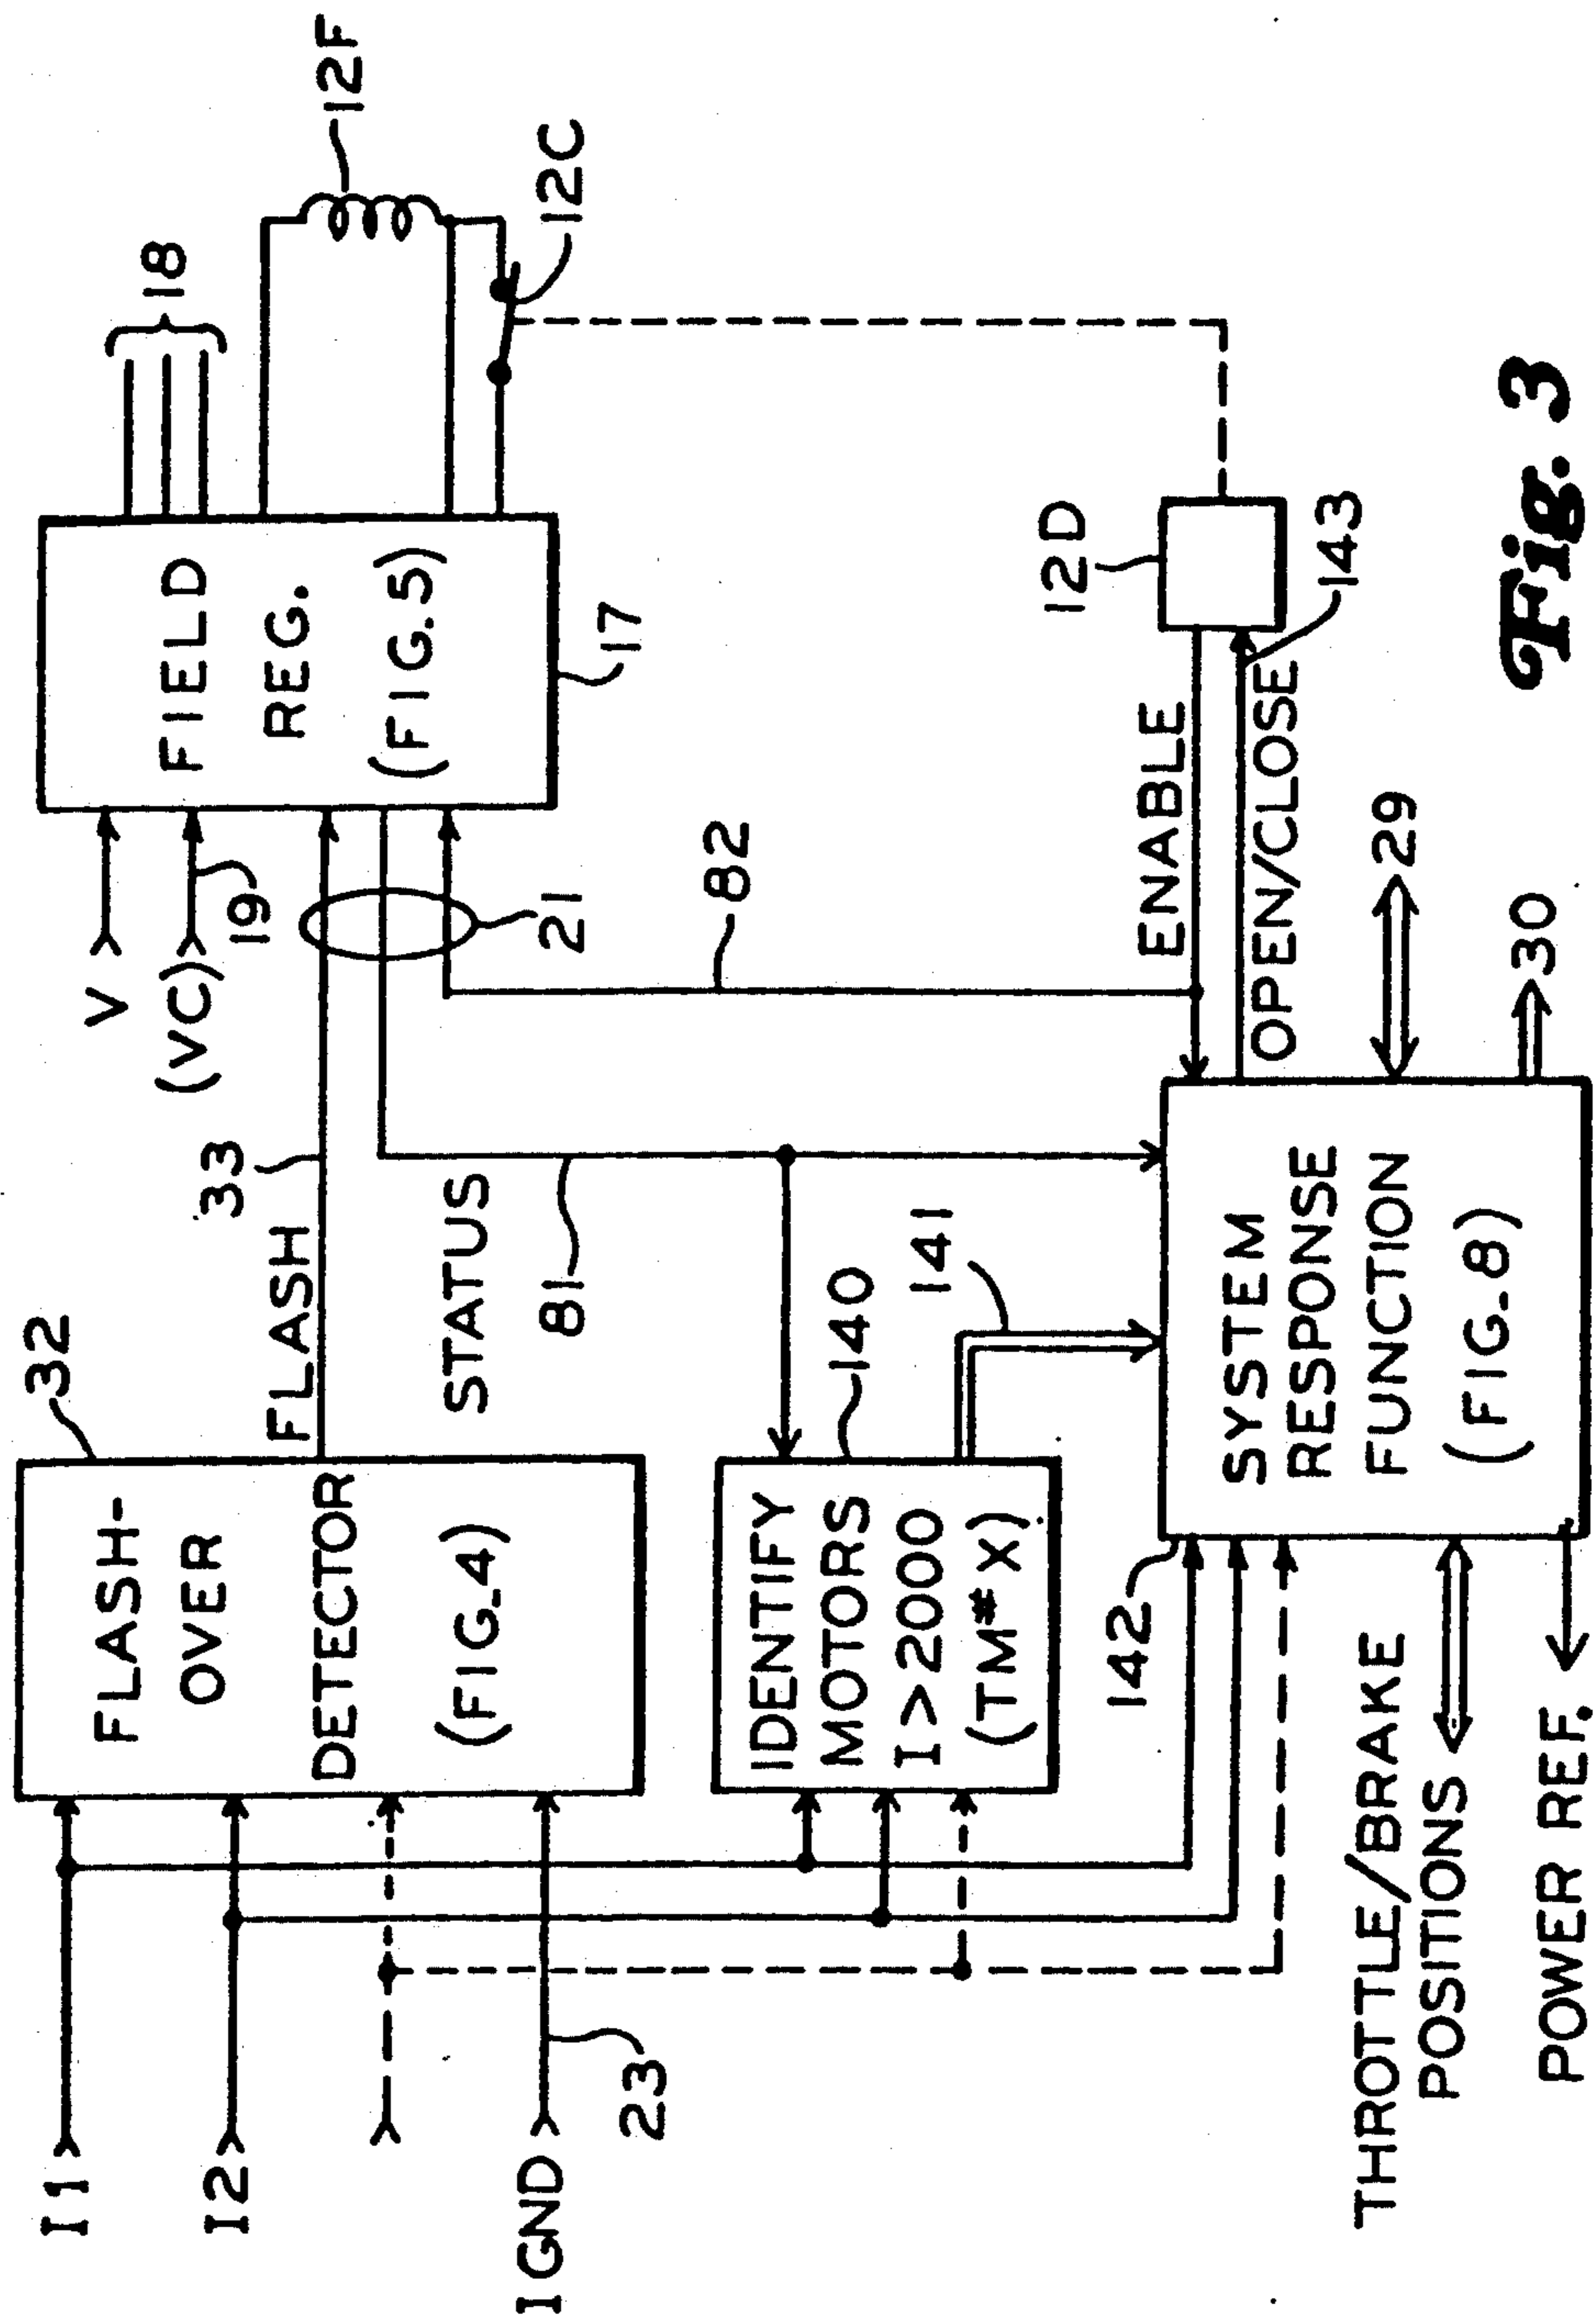 I1
I2
IGND
23
32
FLASH-
OVER
DETECTOR
(FIG.4)
FLASH
33
V
(VC)
19
21
FIELD
REG.
(FIG.5)
17
18
12F
12C
STATUS
81
82
IDENTIFY
MOTORS
I>2000
(TM#X)
140
141
142
SYSTEM
RESPONSE
FUNCTION
(FIG.8)
ENABLE
OPEN/CLOSE
12D
143
29
30
THROTTLE/BRAKE
POSITIONS
POWER REF.
Fig. 3